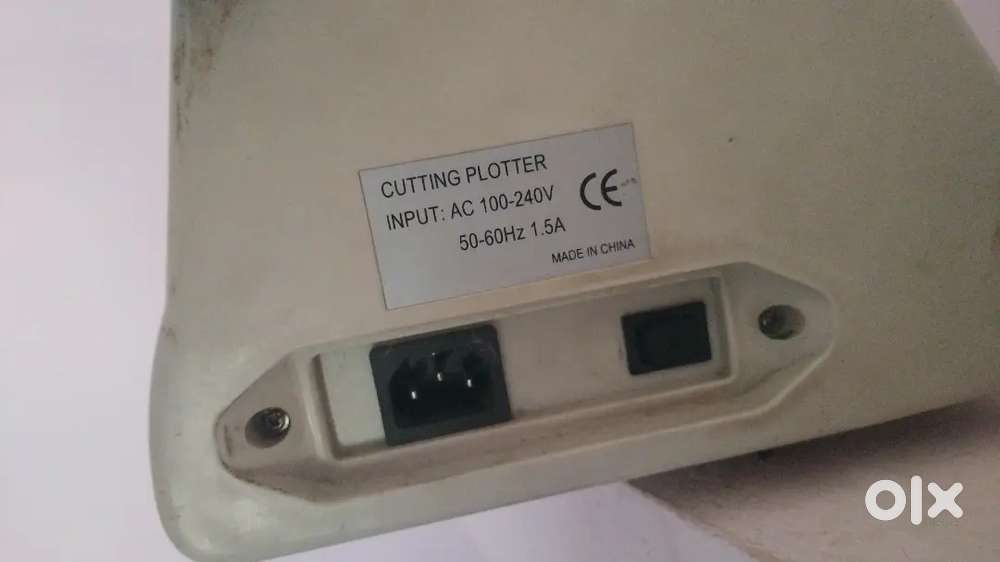 CUTTING PLOTTER
INPUT: AC 100-240V
50-60Hz 1.5A
CE
MADE IN CHINA
olx